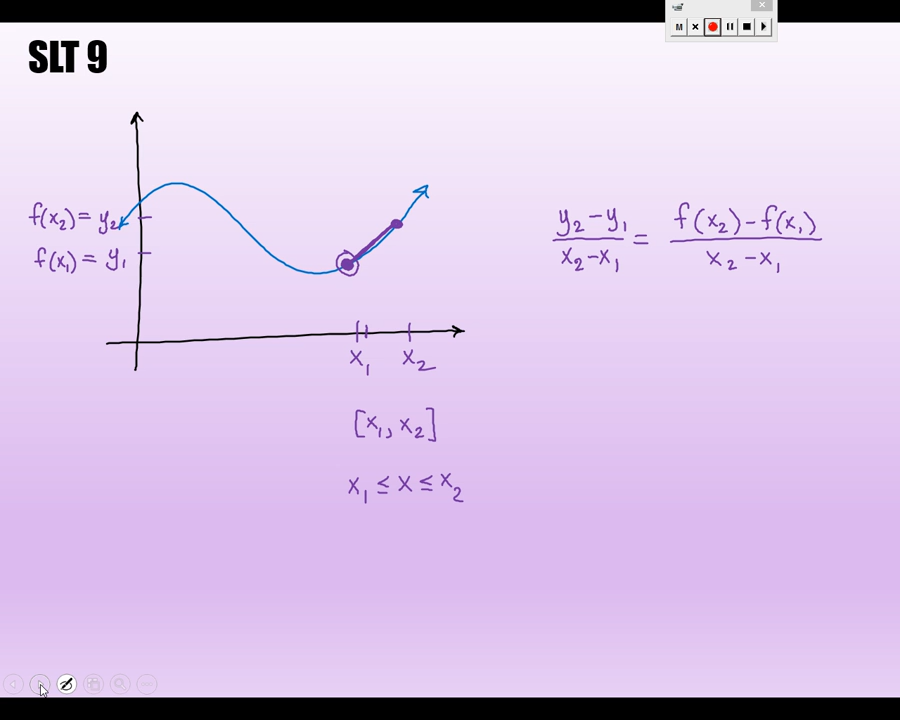 SLT 9
M
f(x₂) = y₂
f(x₁) = y₁
x₁ x₂
[x₁, x₂]
x₁ ≤ x ≤ x₂
y₂ - y₁ / x₂ - x₁ = f(x₂) - f(x₁) / x₂ - x₁